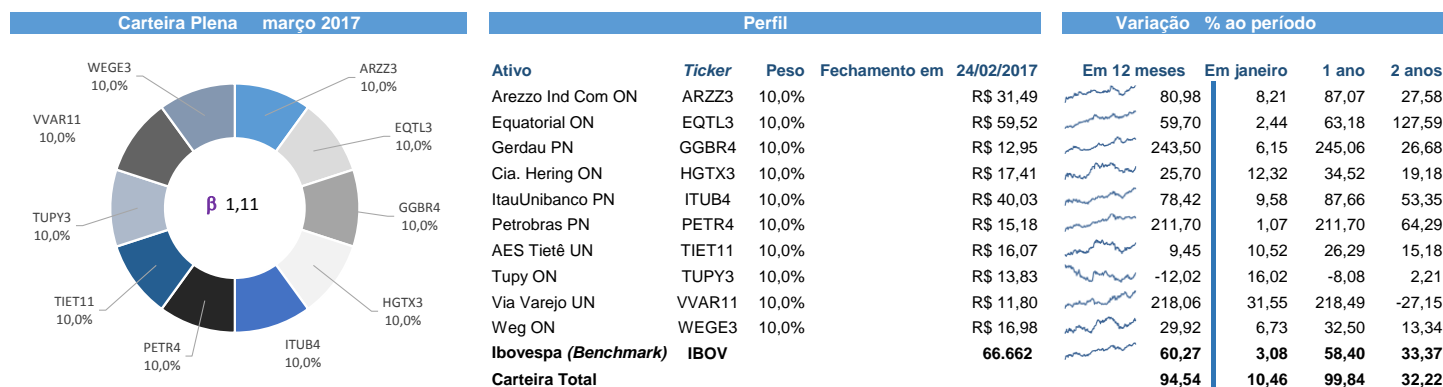 Carteira Plena março 2017
WEGE3
10,0%
ARZZ3
10,0%
VVAR11
10,0%
EQTL3
10,0%
β 1,11
TUPY3
10,0%
GGBR4
10,0%
TIET11
10,0%
HGTX3
10,0%
PETR4
10,0%
ITUB4
10,0%
Perfil
Variação % ao período
Ativo Ticker Peso Fechamento em 24/02/2017 Em 12 meses Em janeiro 1 ano 2 anos
Arezzo Ind Com ON ARZZ3 10,0% R$ 31,49 80,98 8,21 87,07 27,58
Equatorial ON EQTL3 10,0% R$ 59,52 59,70 2,44 63,18 127,59
Gerdau PN GGBR4 10,0% R$ 12,95 243,50 6,15 245,06 26,68
Cia. Hering ON HGTX3 10,0% R$ 17,41 25,70 12,32 34,52 19,18
ItauUnibanco PN ITUB4 10,0% R$ 40,03 78,42 9,58 87,66 53,35
Petrobras PN PETR4 10,0% R$ 15,18 211,70 1,07 211,70 64,29
AES Tietê UN TIET11 10,0% R$ 16,07 9,45 10,52 26,29 15,18
Tupy ON TUPY3 10,0% R$ 13,83 -12,02 16,02 -8,08 2,21
Via Varejo UN VVAR11 10,0% R$ 11,80 218,06 31,55 218,49 -27,15
Weg ON WEGE3 10,0% R$ 16,98 29,92 6,73 32,50 13,34
Ibovespa (Benchmark) IBOV 66.662 60,27 3,08 58,40 33,37
Carteira Total 94,54 10,46 99,84 32,22